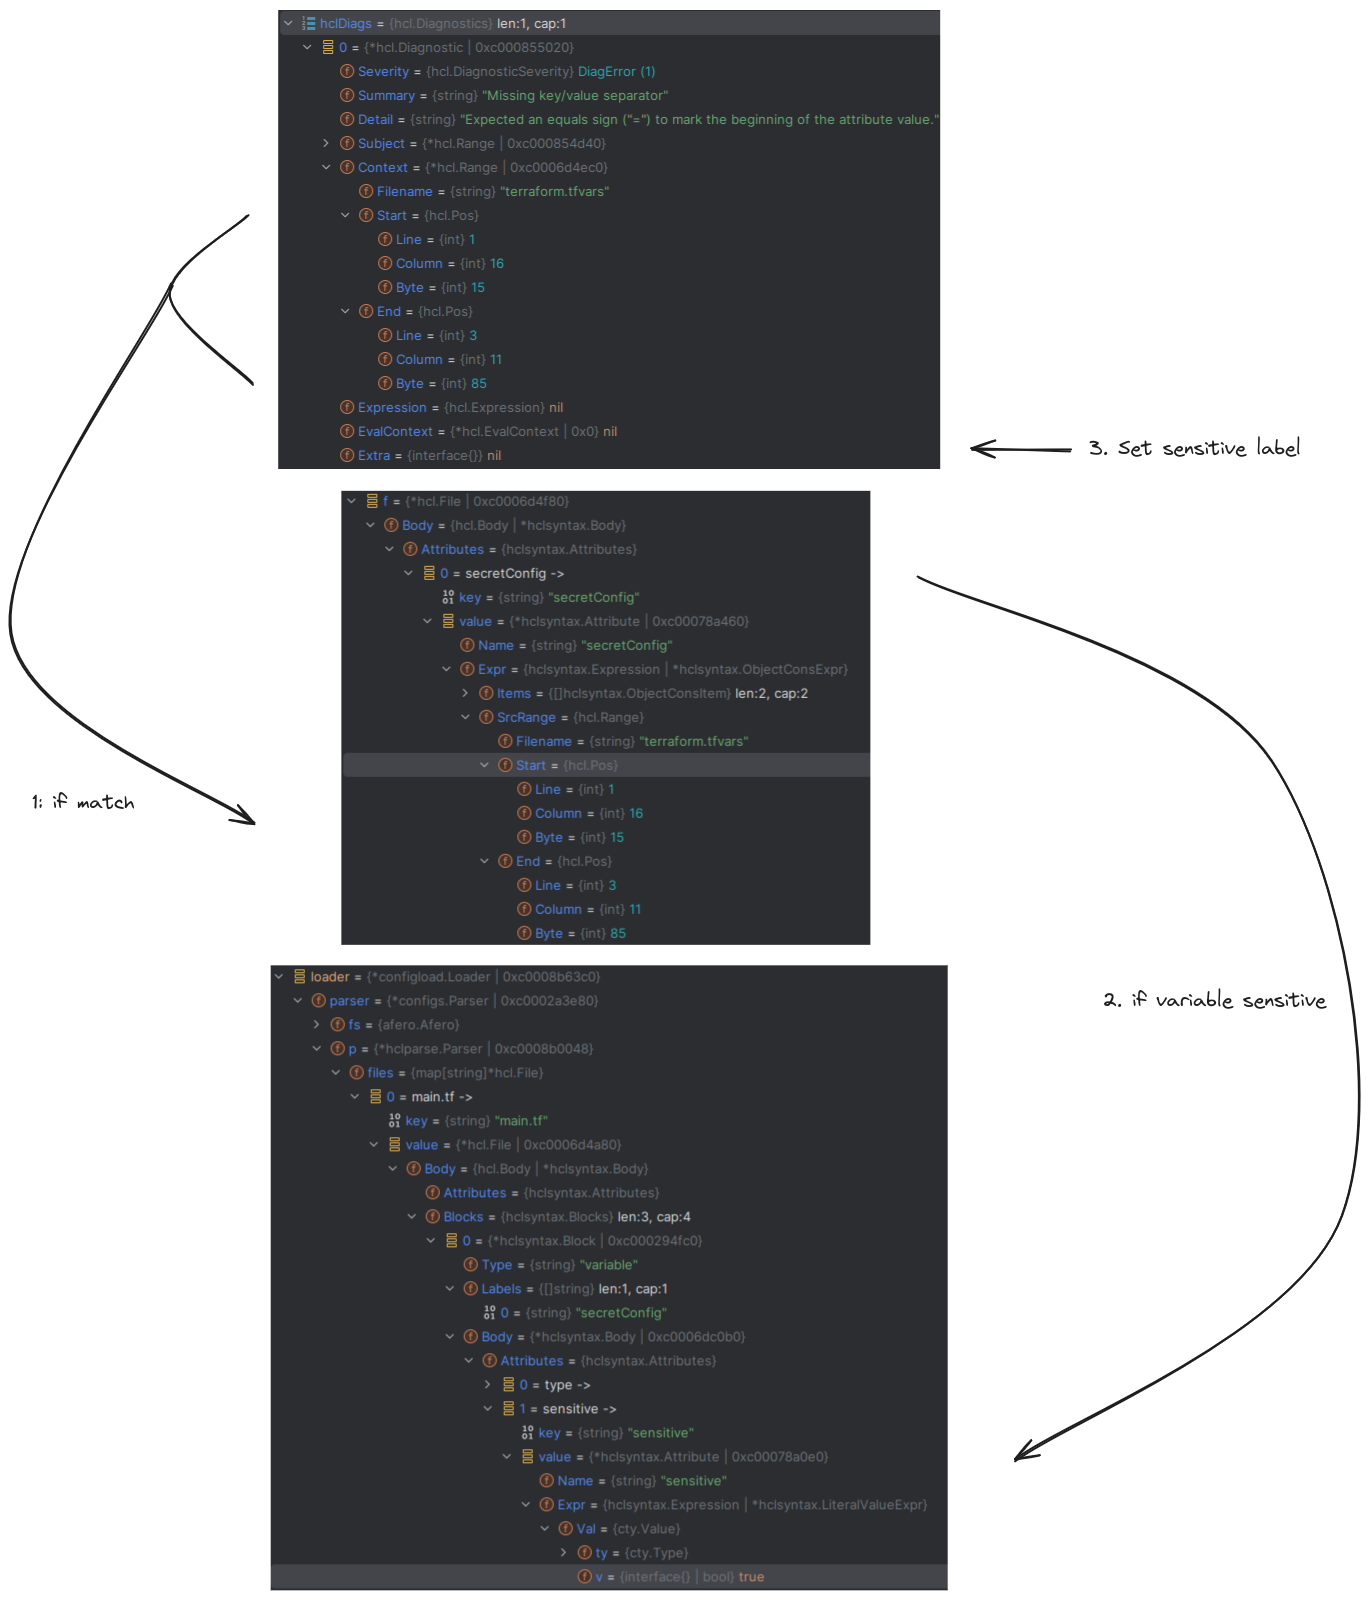 hclDiags = {hcl.Diagnostics} len:1, cap:1
0 = {*hcl.Diagnostic | 0xc000855020}
Severity = {hcl.DiagnosticSeverity} DiagError (1)
Summary = {string} "Missing key/value separator"
Detail = {string} "Expected an equals sign ("=") to mark the beginning of the attribute value."
Subject = {*hcl.Range | 0xc000854d40}
Context = {*hcl.Range | 0xc0006d4ec0}
Filename = {string} "terraform.tfvars"
Start = {hcl.Pos}
Line = {int} 1
Column = {int} 16
Byte = {int} 15
End = {hcl.Pos}
Line = {int} 3
Column = {int} 11
Byte = {int} 85
Expression = {hcl.Expression} nil
EvalContext = {*hcl.EvalContext | 0x0} nil
Extra = {interface{}} nil
3. Set sensitive label
f = {*hcl.File | 0xc0006d4f80}
Body = {hcl.Body | *hclsyntax.Body}
Attributes = {hclsyntax.Attributes}
0 = secretConfig ->
key = {string} "secretConfig"
value = {*hclsyntax.Attribute | 0xc00078a460}
Name = {string} "secretConfig"
Expr = {hclsyntax.Expression | *hclsyntax.ObjectConsExpr}
Items = {[]hclsyntax.ObjectConsItem} len:2, cap:2
SrcRange = {hcl.Range}
Filename = {string} "terraform.tfvars"
Start = {hcl.Pos}
Line = {int} 1
Column = {int} 16
Byte = {int} 15
End = {hcl.Pos}
Line = {int} 3
Column = {int} 11
Byte = {int} 85
1: if match
loader = {*configload.Loader | 0xc0008b63c0}
parser = {*configs.Parser | 0xc0002a3e80}
fs = {afero.Afero}
p = {*hclparse.Parser | 0xc0008b0048}
files = {map[string]*hcl.File}
0 = main.tf ->
key = {string} "main.tf"
value = {*hcl.File | 0xc0006d4a80}
Body = {hcl.Body | *hclsyntax.Body}
Attributes = {hclsyntax.Attributes}
Blocks = {hclsyntax.Blocks} len:3, cap:4
0 = {*hclsyntax.Block | 0xc000294fc0}
Type = {string} "variable"
Labels = {[]string} len:1, cap:1
0 = {string} "secretConfig"
Body = {*hclsyntax.Body | 0xc0006dc0b0}
Attributes = {hclsyntax.Attributes}
0 = type ->
1 = sensitive ->
key = {string} "sensitive"
value = {*hclsyntax.Attribute | 0xc00078a0e0}
Name = {string} "sensitive"
Expr = {hclsyntax.Expression | *hclsyntax.LiteralValueExpr}
Val = {cty.Value}
ty = {cty.Type}
v = {interface{} | bool} true
2. if variable sensitive